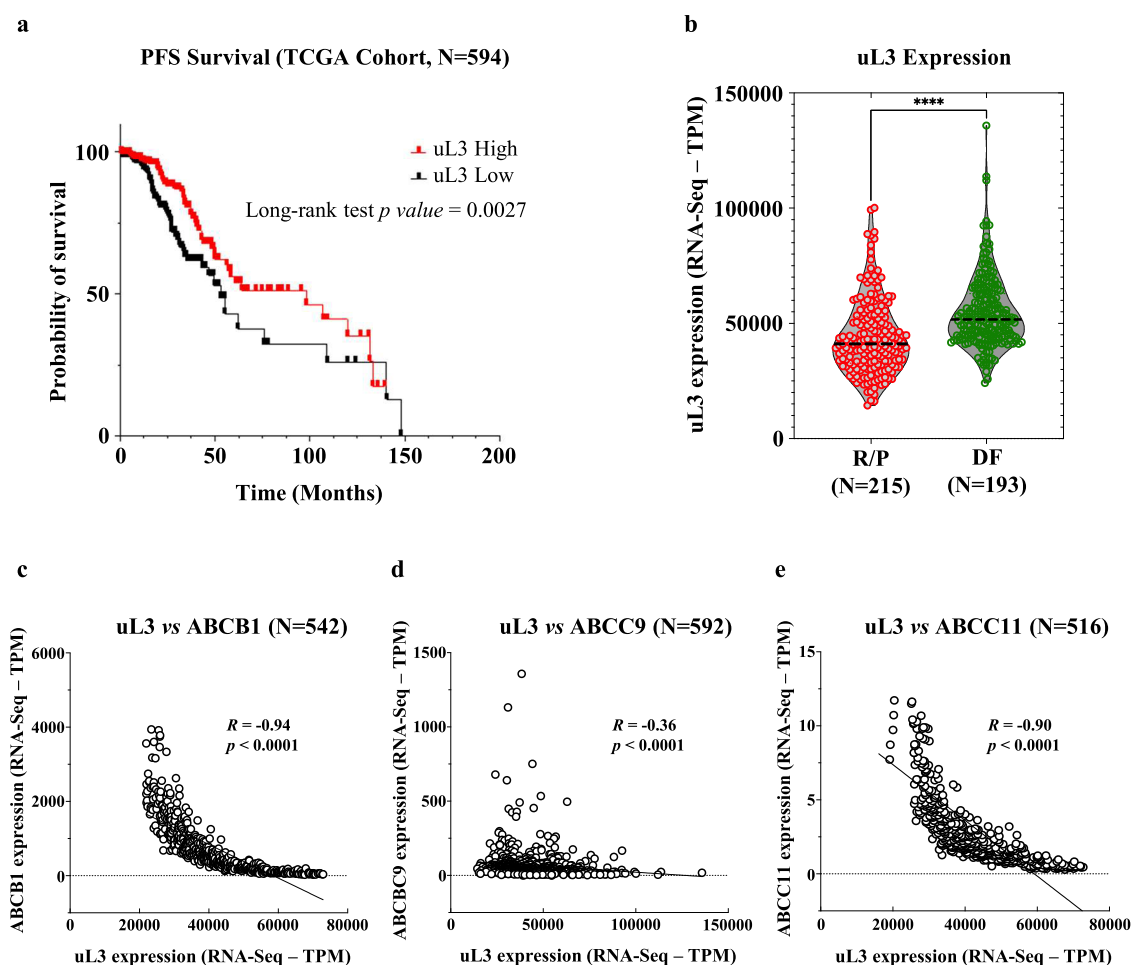 a
PFS Survival (TCGA Cohort, N=594)
Probability of survival
100
50
0
0
50
100
150
200
Time (Months)
uL3 High
uL3 Low
Long-rank test p value = 0.0027
b
uL3 Expression
uL3 expression (RNA-Seq – TPM)
150000
100000
50000
0
****
R/P
(N=215)
DF
(N=193)
c
uL3 vs ABCB1 (N=542)
ABCB1 expression (RNA-Seq – TPM)
6000
4000
2000
0
R = -0.94
p < 0.0001
0
20000
40000
60000
80000
uL3 expression (RNA-Seq – TPM)
d
uL3 vs ABCC9 (N=592)
ABCBC9 expression (RNA-Seq – TPM)
1500
1000
500
0
R = -0.36
p < 0.0001
0
50000
100000
150000
uL3 expression (RNA-Seq – TPM)
e
uL3 vs ABCC11 (N=516)
ABCC11 expression (RNA-Seq – TPM)
15
10
5
0
R = -0.90
p < 0.0001
0
20000
40000
60000
80000
uL3 expression (RNA-Seq – TPM)